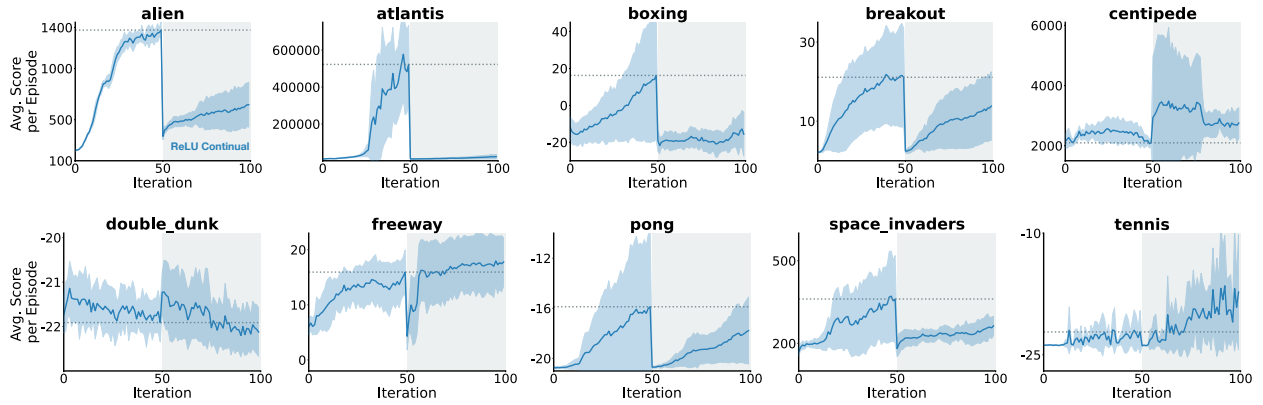 alien
atlantis
boxing
breakout
centipede
Avg. Score
per Episode
1400
1000
500
100
0
50
100
ReLU Continual
Iteration
600000
400000
200000
0
50
100
Iteration
16
0
-20
0
50
100
Iteration
30
10
0
50
100
Iteration
6000
4000
2000
0
50
100
Iteration
double_dunk
freeway
pong
space_invaders
tennis
Avg. Score
per Episode
-20
-21
-22
0
50
100
Iteration
20
10
0
0
50
100
Iteration
-12
-16
-20
0
50
100
Iteration
500
200
0
50
100
Iteration
-10
-25
0
50
100
Iteration